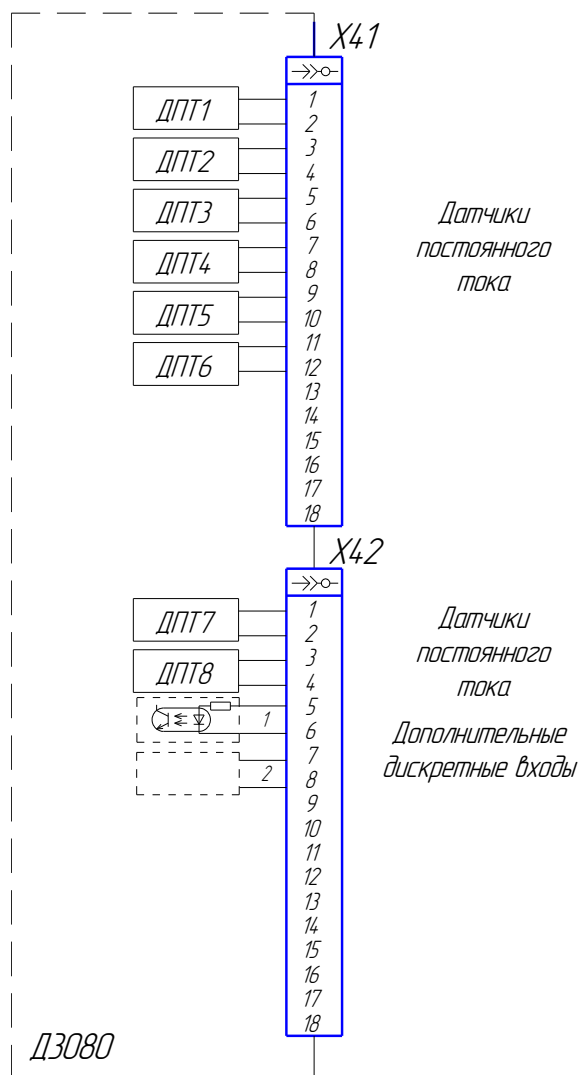 X41
ДПТ1
1
2
ДПТ2
3
4
ДПТ3
5
6
ДПТ4
7
8
ДПТ5
9
10
ДПТ6
11
12
13
14
15
16
17
18
Датчики
постоянного
тока
X42
ДПТ7
1
2
ДПТ8
3
4
1
5
6
2
7
8
9
10
11
12
13
14
15
16
17
18
Датчики
постоянного
тока
Дополнительные
дискретные входы
Д3080